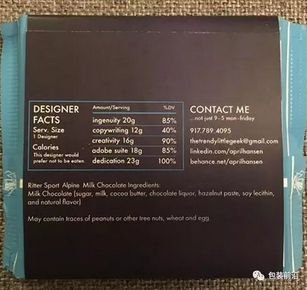 DESIGNER
FACTS
Serv. Size
1 Designer
Calories
This designer would
prefer not to be eaten.
Amount/Serving %DV
ingenuity 20g 85%
copywriting 12g 40%
creativity 16g 90%
adobe suite 18g 85%
dedication 23g 100%
CONTACT ME
...not just 9-5 mon-friday
917.789.4095
thetrendylittlegeek@gmail.com
linkedin.com/aprilhansen
behance.net/aprilhansen
Ritter Sport Alpine Milk Chocolate Ingredients:
Milk Chocolate (sugar, milk, cocoa butter, chocolate liquor, hazelnut paste, soy lecithin,
and natural flavor)
May contain traces of peanuts or other tree nuts, wheat and egg
包装前沿